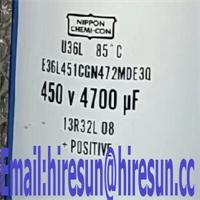 NIPPON
CHEMI-CON
U36L 85°C
E36L451CGN472MDE3Q
450 v 4700 µF
13R32L 08
+ POSITIVE
Email:hiresun@hiresun.cc